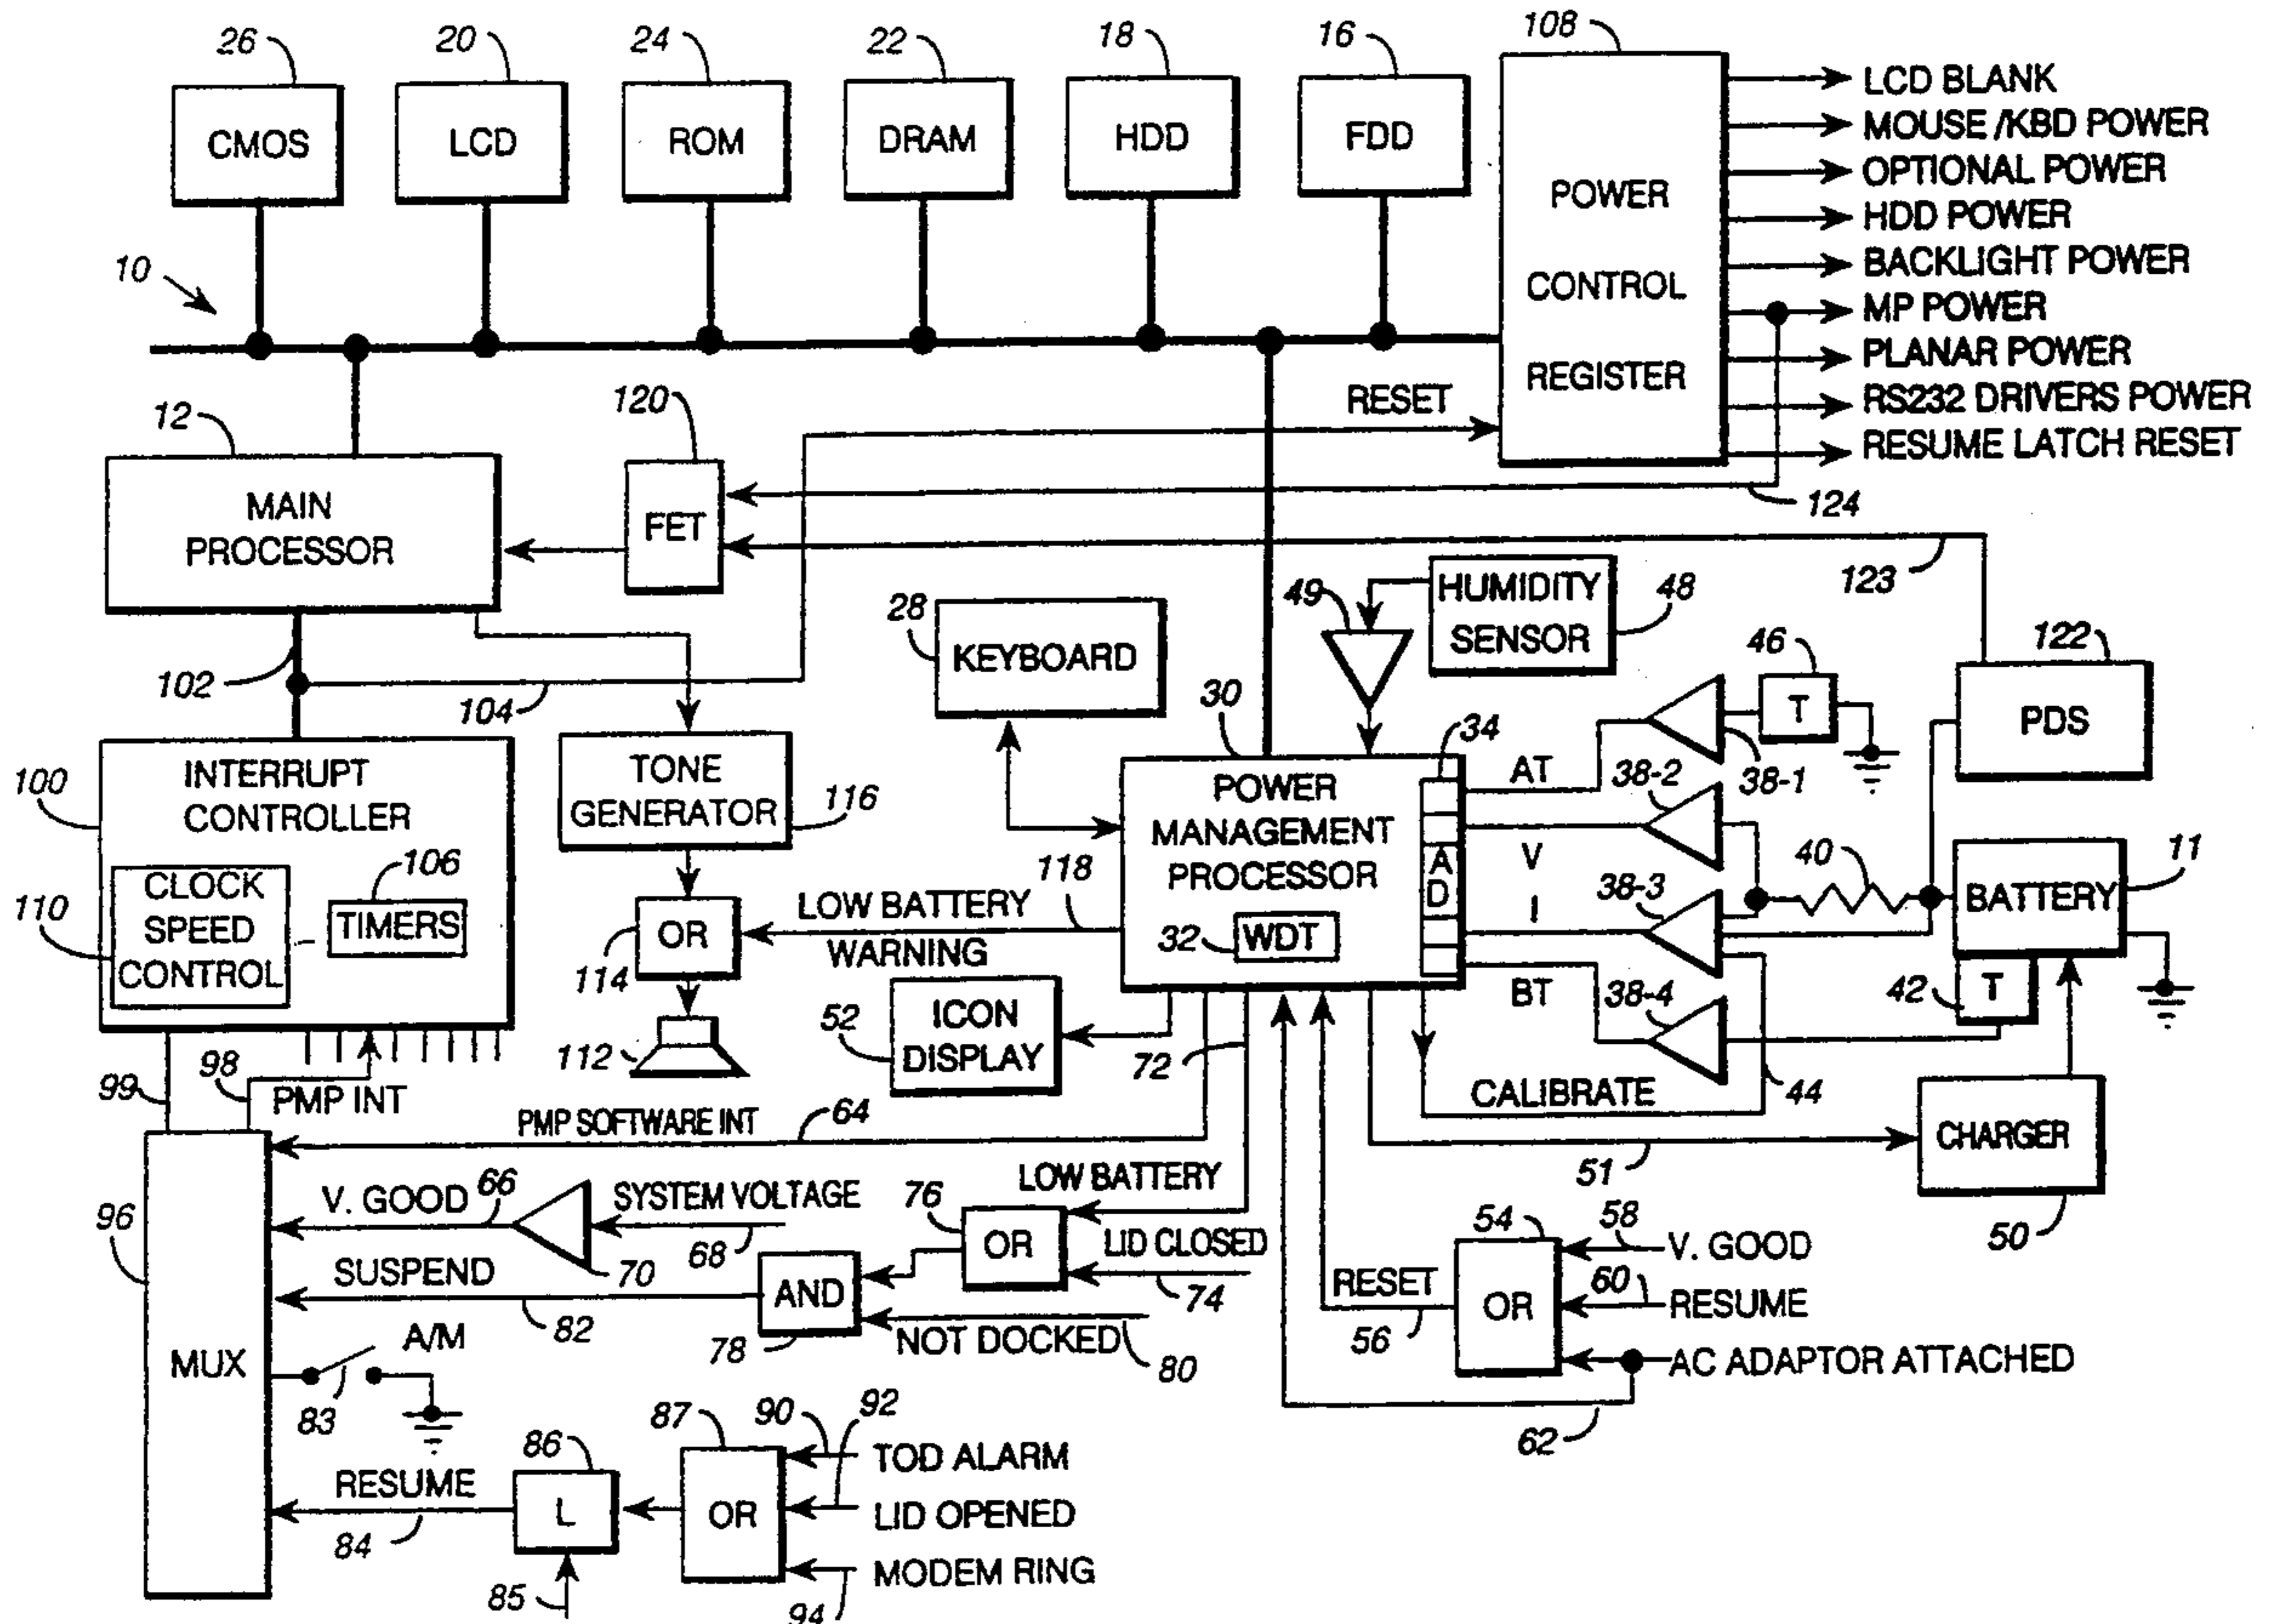 26
20
24
22
18
16
108
CMOS
LCD
ROM
DRAM
HDD
FDD
POWER
CONTROL
REGISTER
LCD BLANK
MOUSE /KBD POWER
OPTIONAL POWER
HDD POWER
BACKLIGHT POWER
MP POWER
PLANAR POWER
RS232 DRIVERS POWER
RESUME LATCH RESET
10
12
120
RESET
MAIN
PROCESSOR
FET
124
123
102
104
28
KEYBOARD
49
HUMIDITY
SENSOR
48
46
T
122
PDS
30
34
38-1
38-2
AT
V
I
BT
100
INTERRUPT
CONTROLLER
106
TIMERS
110
CLOCK
SPEED
CONTROL
TONE
GENERATOR
116
POWER
MANAGEMENT
PROCESSOR
A
D
32
WDT
118
LOW BATTERY
WARNING
114
OR
112
38-3
40
BATTERY
11
42
T
38-4
52
ICON
DISPLAY
72
CALIBRATE
44
99
98
PMP INT
PMP SOFTWARE INT
64
51
CHARGER
50
96
MUX
V. GOOD
66
SYSTEM VOLTAGE
68
70
LOW BATTERY
76
OR
LID CLOSED
74
SUSPEND
82
AND
78
NOT DOCKED
80
54
OR
RESET
56
58
V. GOOD
60
RESUME
AC ADAPTOR ATTACHED
62
A/M
83
RESUME
84
86
L
85
87
OR
90
92
TOD ALARM
LID OPENED
MODEM RING
94